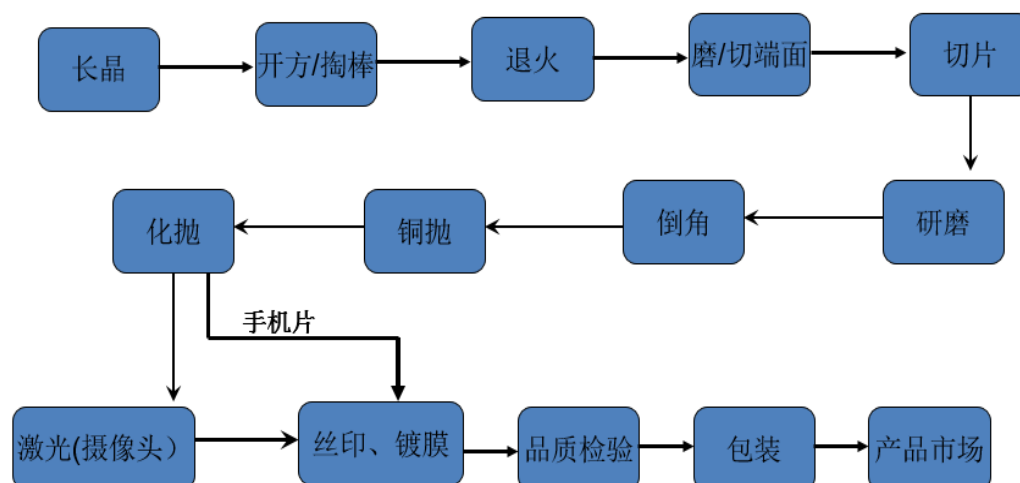 长晶
开方/掏棒
退火
磨/切端面
切片
化抛
铜抛
倒角
研磨
手机片
激光(摄像头）
丝印、镀膜
品质检验
包装
产品市场